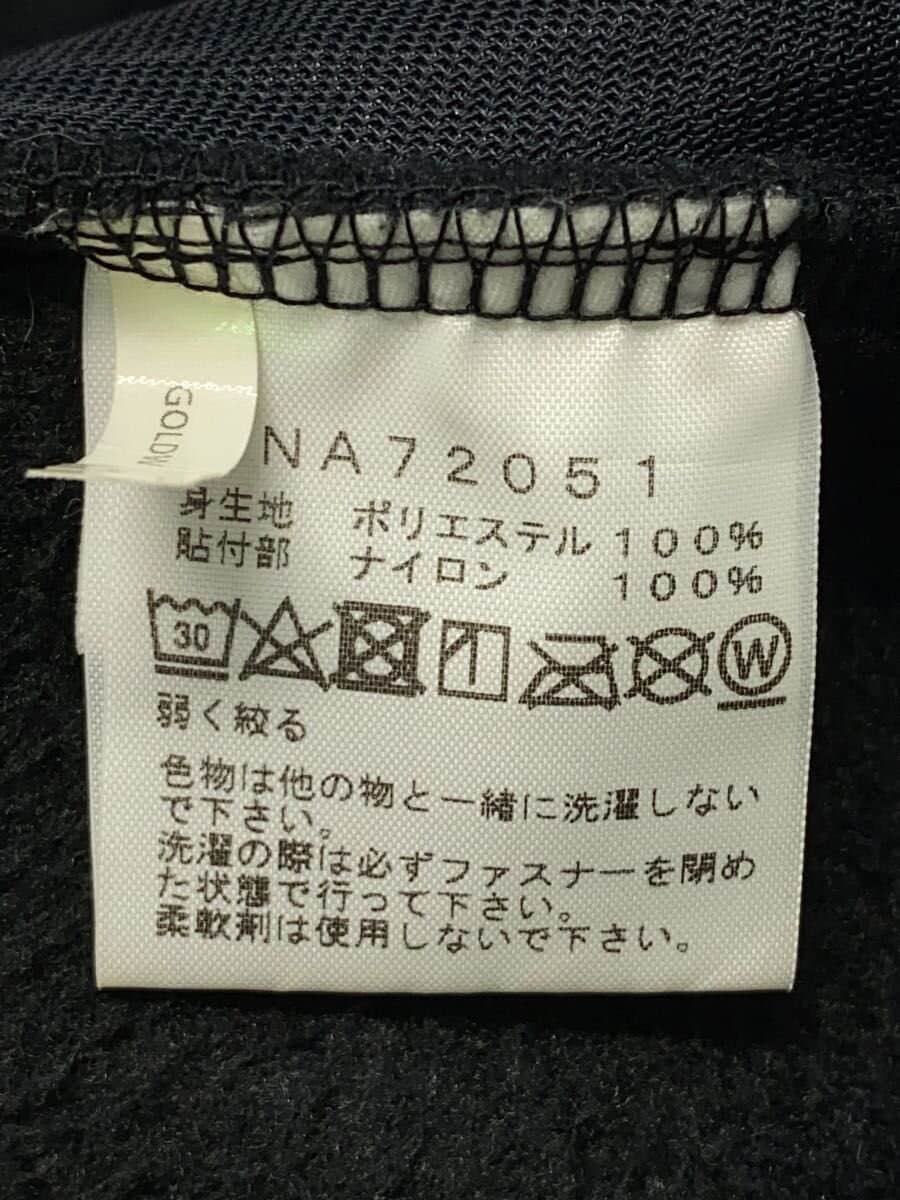 GOLDW
NA72051
身生地 ポリエステル 100%
貼付部 ナイロン 100%
30
W
弱く絞る
色物は他の物と一緒に洗濯しない
で下さい。
洗濯の際は必ずファスナーを閉め
た状態で行って下さい。
柔軟剤は使用しないで下さい。